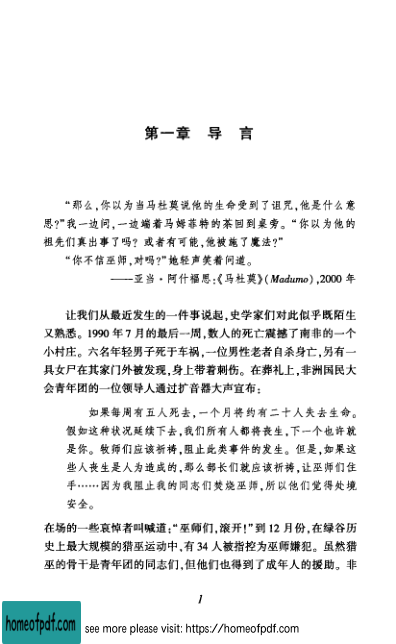 第一章 导 言
“那么,你以为当马杜莫说他的生命受到了诅咒,他是什么意
思?”我一边问,一边端着马姆菲特的茶回到桌旁。“你以为他的
祖先们真出事了吗? 或者有可能,他被施了魔法?”
“你不信巫师,对吗?”她轻声笑着问道。
——亚当·阿什福思:《马杜莫》(Madumo),2000 年
让我们从最近发生的一件事说起,史学家们对此似乎既陌生
又熟悉。1990 年 7 月的最后一周,数人的死亡震撼了南非的一个
小村庄。六名年轻男子死于车祸,一位男性老者自杀身亡,另有一
具女尸在其家门外被发现,身上带着刺伤。在葬礼上,非洲国民大
会青年团的一位领导人通过扩音器大声宣布:
如果每周有五人死去,一个月将约有二十人失去生命。
假如这种状况延续下去,我们所有人都将丧生,下一个也许就
是你。牧师们应该祈祷,阻止此类事件的发生。但是,如果这
些人丧生是人为造成的,那么都长们就应该祈祷,让巫师们住
手……因为我阻止我的同志们焚烧巫师,所以他们觉得处境
安全。
在场的一些哀悼者叫喊道:“巫师们,滚开!”到 12 月份,在绿谷历
史上最大规模的猎巫运动中,有 34 人被指控为巫师嫌犯。虽然猎
巫的骨干是青年团的同志们,但他们也得到了成年人的援助。非
1
homeofpdf.com
see more please visit: https://homeofpdf.com